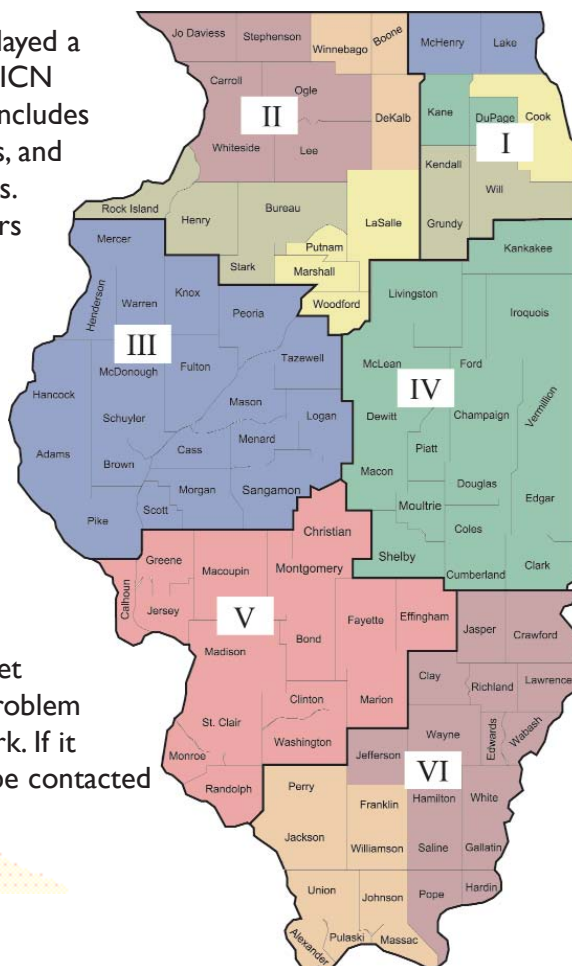 layed a
ICN
ncludes
s, and
s.
rs
et
roblem
rk. If it
be contacted
Jo Daviess
Stephenson
Winnebago
Boone
McHenry
Lake
Carroll
Ogle
II
DeKalb
Kane
DuPage
Cook
I
Whiteside
Lee
Kendall
Will
Rock Island
Henry
Bureau
LaSalle
Grundy
Mercer
Putnam
Kankakee
Stark
Marshall
Henderson
Warren
Knox
Peoria
Woodford
Livingston
Iroquois
III
McDonough
Fulton
Tazewell
McLean
Ford
IV
Hancock
Mason
Vermillion
Schuyler
Logan
Dewitt
Champaign
Adams
Brown
Cass
Menard
Piatt
Macon
Morgan
Sangamon
Douglas
Edgar
Pike
Scott
Moultrie
Christian
Coles
Greene
Macoupin
Montgomery
Shelby
Cumberland
Clark
Calhoun
Jersey
V
Fayette
Effingham
Jasper
Crawford
Madison
Bond
Clay
Richland
Lawrence
Clinton
Marion
St. Clair
Wayne
Edwards
Wabash
Washington
Monroe
Jefferson
VI
Randolph
Perry
Franklin
Hamilton
White
Jackson
Williamson
Saline
Gallatin
Union
Johnson
Pope
Hardin
Alexander
Pulaski
Massac